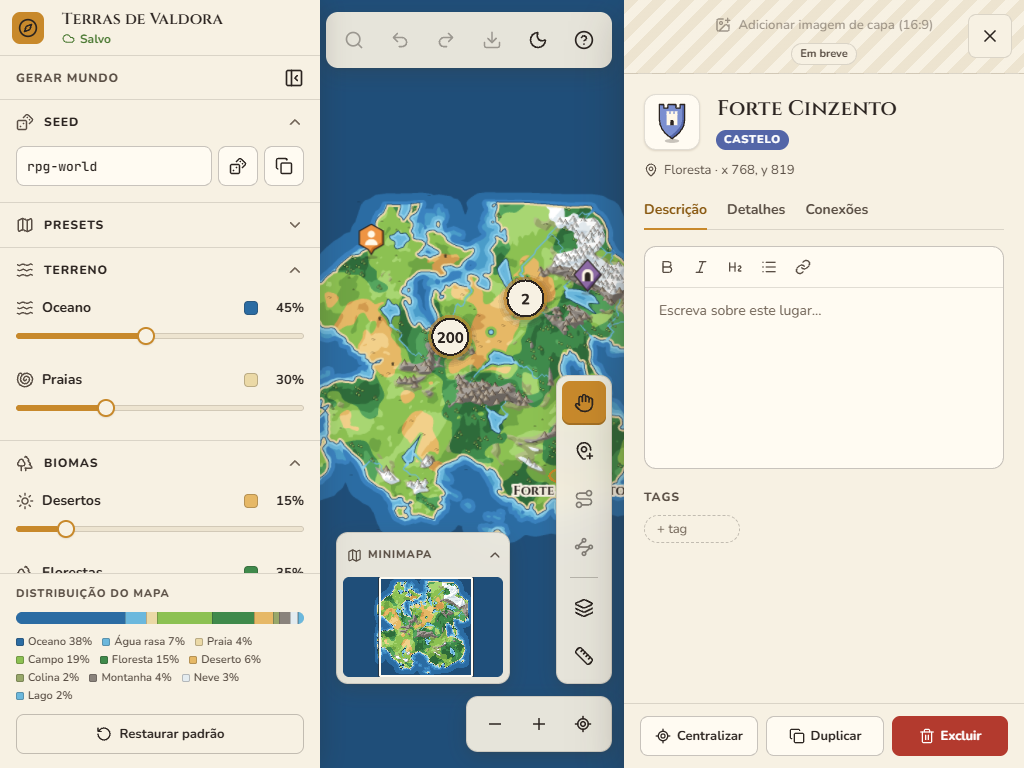 Terras de Valdora
Salvo
GERAR MUNDO
SEED
rpg-world
PRESETS
TERRENO
Oceano 45%
Praias 30%
BIOMAS
Desertos 15%
Florestas 35%
DISTRIBUIÇÃO DO MAPA
Oceano 38% Água rasa 7% Praia 4%
Campo 19% Floresta 15% Deserto 6%
Colina 2% Montanha 4% Neve 3%
Lago 2%
Restaurar padrão
2
200
Forte
MINIMAPA
Adicionar imagem de capa (16:9)
Em breve
Forte Cinzento
CASTELO
Floresta · x 768, y 819
Descrição Detalhes Conexões
B I H2
Escreva sobre este lugar...
TAGS
+ tag
Centralizar Duplicar Excluir